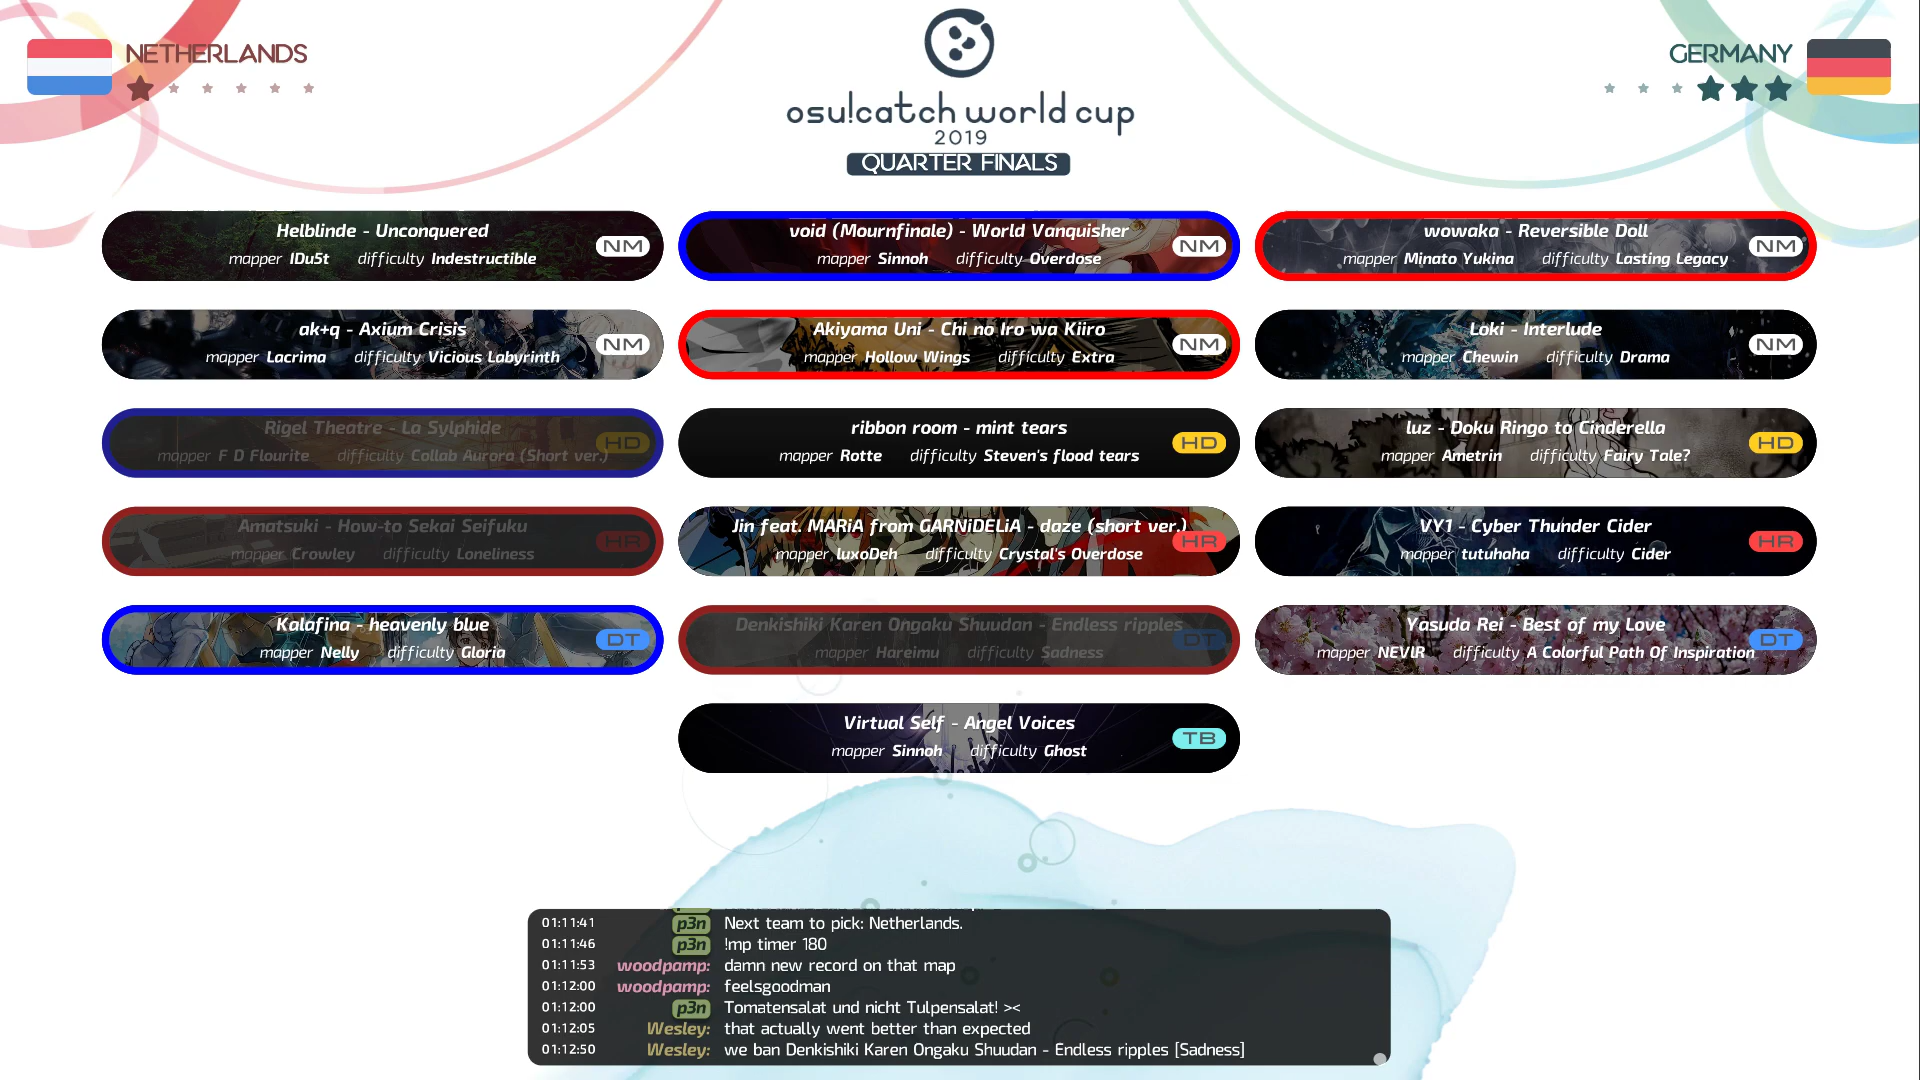 NETHERLANDS
GERMANY
osu!catch world cup
2019
QUARTER FINALS
Helblinde - Unconquered
mapper IDu5t difficulty Indestructible
NM
void (Mournfinale) - World Vanquisher
mapper Sinnoh difficulty Overdose
NM
wowaka - Reversible Doll
mapper Minato Yukina difficulty Lasting Legacy
NM
ak+q - Axium Crisis
mapper Lacrima difficulty Vicious Labyrinth
NM
Akiyama Uni - Chi no Iro wa Kiiro
mapper Hollow Wings difficulty Extra
NM
Loki - Interlude
mapper Chewin difficulty Drama
NM
Rigel Theatre - La Sylphide
mapper F D Flourite difficulty Collab Aurora (Short ver.)
HD
ribbon room - mint tears
mapper Rotte difficulty Steven's flood tears
HD
luz - Doku Ringo to Cinderella
mapper Ametrin difficulty Fairy Tale?
HD
Amatsuki - How-to Sekai Seifuku
mapper Crowley difficulty Loneliness
HR
Jin feat. MARiA from GARNiDELiA - daze (short ver.)
mapper luxoDeh difficulty Crystal's Overdose
HR
VY1 - Cyber Thunder Cider
mapper tutuhaha difficulty Cider
HR
Kalafina - heavenly blue
mapper Nelly difficulty Gloria
DT
Denkishiki Karen Ongaku Shuudan - Endless ripples
mapper Hareimu difficulty Sadness
DT
Yasuda Rei - Best of my Love
mapper NEVIR difficulty A Colorful Path Of Inspiration
DT
Virtual Self - Angel Voices
mapper Sinnoh difficulty Ghost
TB
01:11:41 p3n Next team to pick: Netherlands.
01:11:46 p3n !mp timer 180
01:11:53 woodpamp: damn new record on that map
01:12:00 woodpamp: feelsgoodman
01:12:00 p3n Tomatensalat und nicht Tulpensalat! ><
01:12:05 Wesley: that actually went better than expected
01:12:50 Wesley: we ban Denkishiki Karen Ongaku Shuudan - Endless ripples [Sadness]